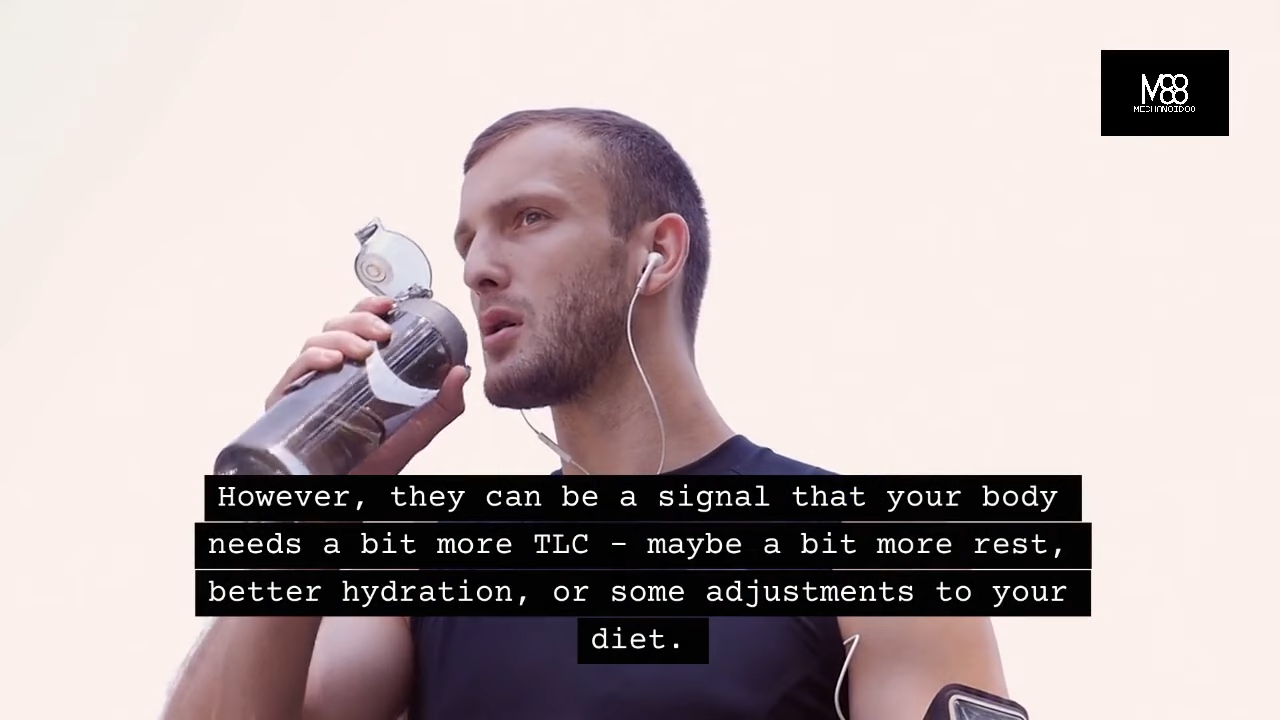 M88
MECHANOID00
However, they can be a signal that your body
needs a bit more TLC – maybe a bit more rest,
better hydration, or some adjustments to your
diet.